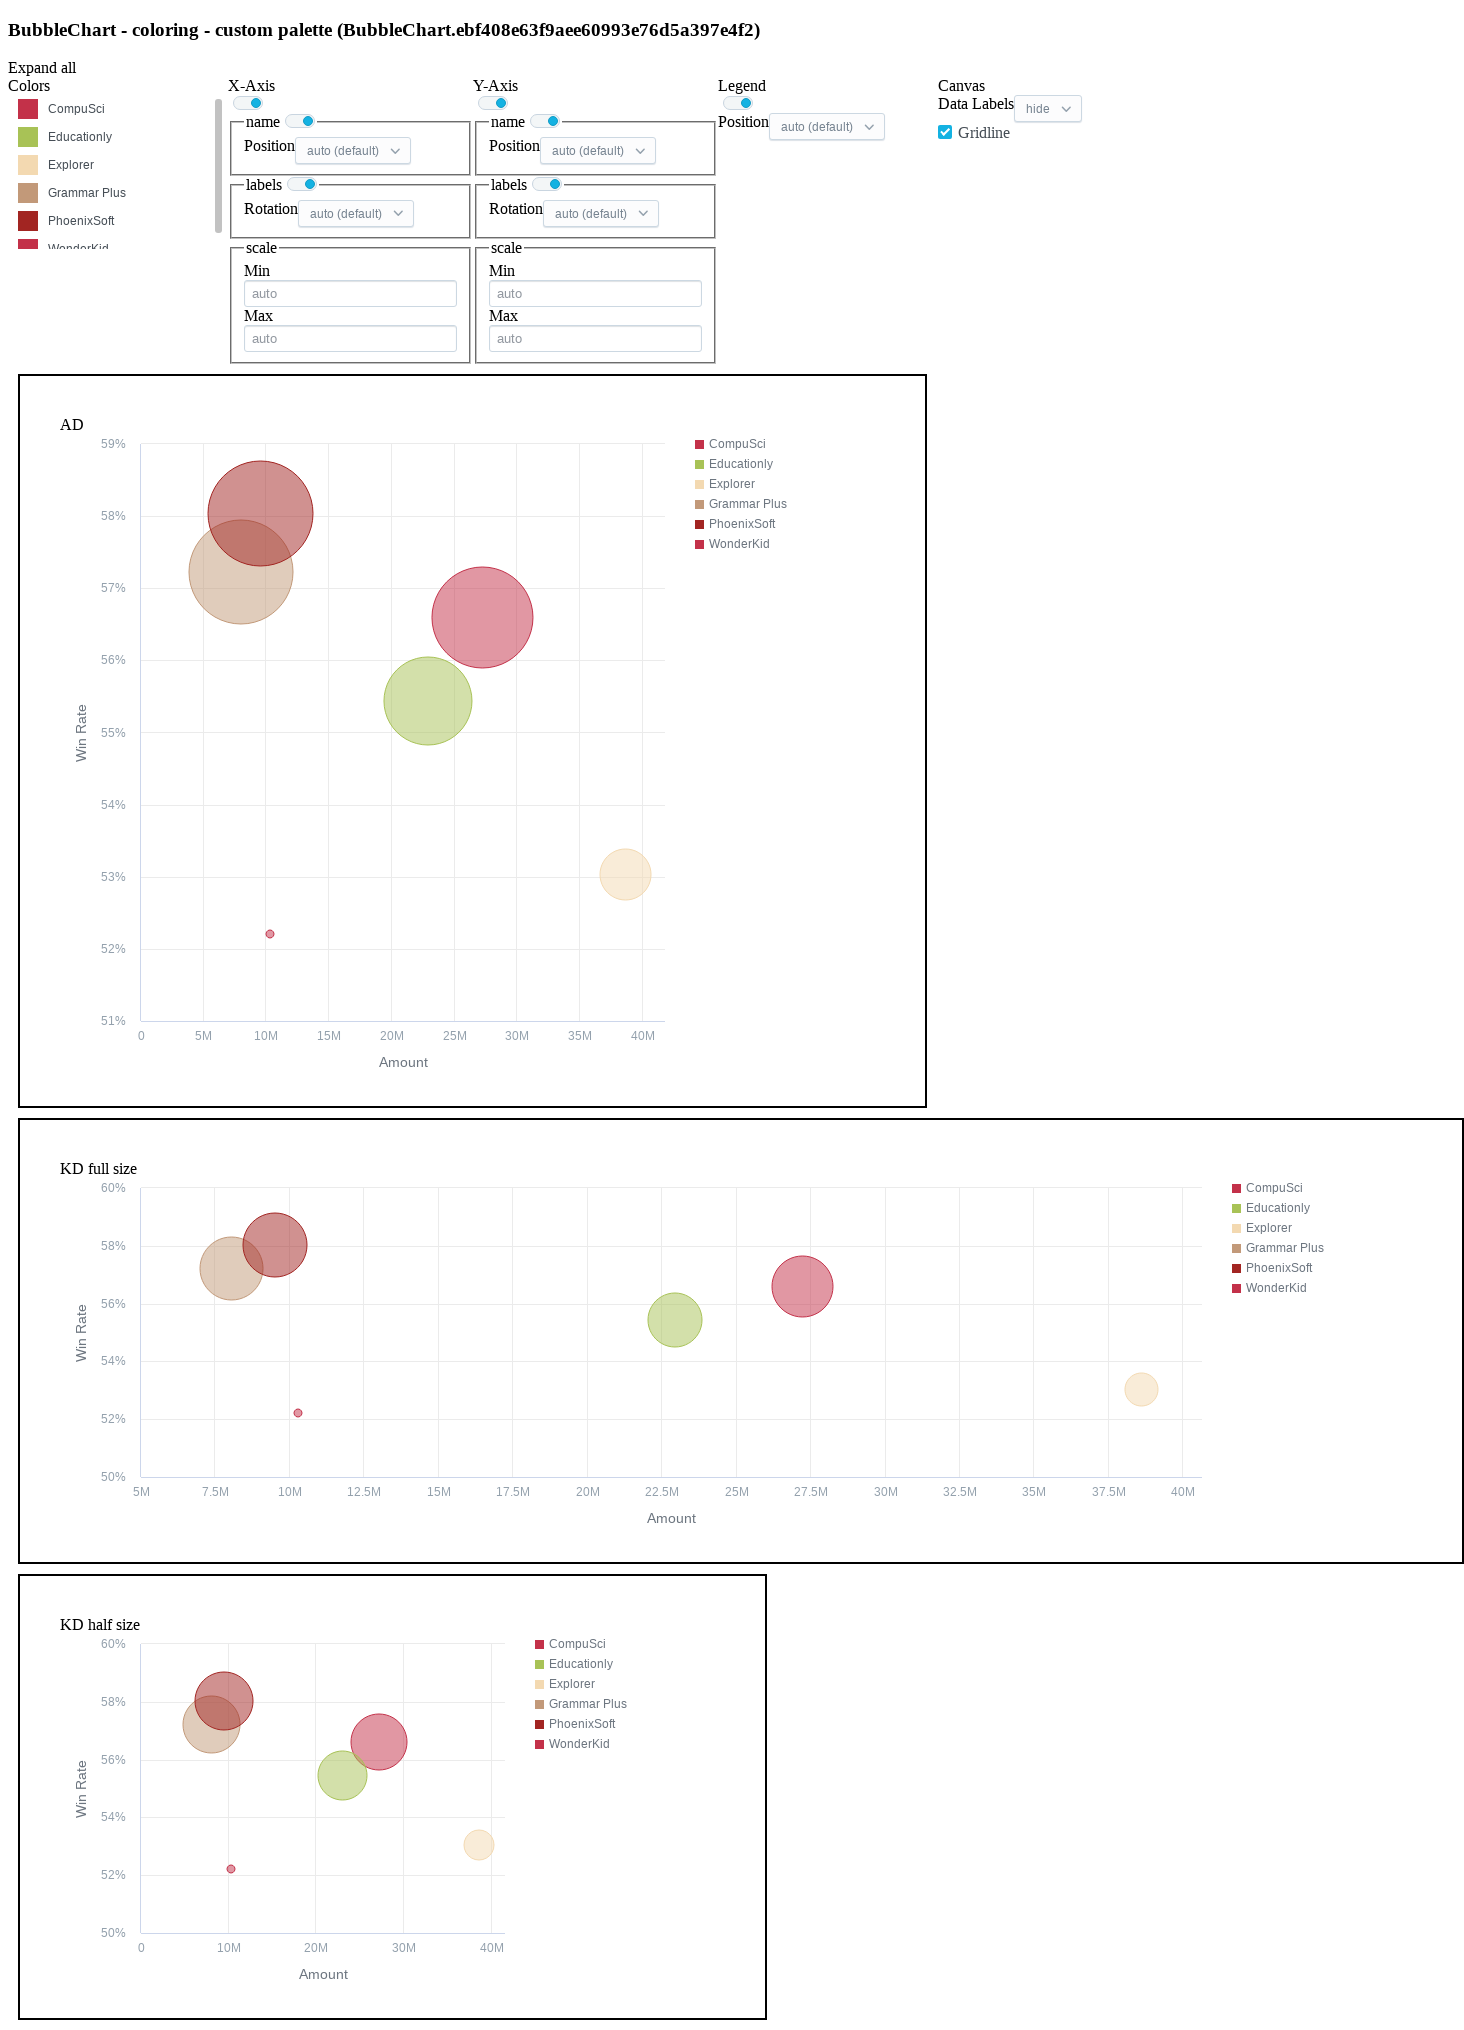 BubbleChart - coloring - custom palette (BubbleChart.ebf408e63f9aee60993e76d5a397e4f2)
Expand all
Colors
CompuSci
Educationly
Explorer
Grammar Plus
PhoenixSoft
WonderKid
X-Axis
name
Position auto (default)
labels
Rotation auto (default)
scale
Min
auto
Max
auto
Y-Axis
name
Position auto (default)
labels
Rotation auto (default)
scale
Min
auto
Max
auto
Legend
Position auto (default)
Canvas
Data Labels hide
Gridline
AD
59%
58%
57%
56%
55%
54%
53%
52%
51%
Win Rate
0 5M 10M 15M 20M 25M 30M 35M 40M
Amount
CompuSci
Educationly
Explorer
Grammar Plus
PhoenixSoft
WonderKid
KD full size
60%
58%
56%
54%
52%
50%
Win Rate
5M 7.5M 10M 12.5M 15M 17.5M 20M 22.5M 25M 27.5M 30M 32.5M 35M 37.5M 40M
Amount
CompuSci
Educationly
Explorer
Grammar Plus
PhoenixSoft
WonderKid
KD half size
60%
58%
56%
54%
52%
50%
Win Rate
0 10M 20M 30M 40M
Amount
CompuSci
Educationly
Explorer
Grammar Plus
PhoenixSoft
WonderKid